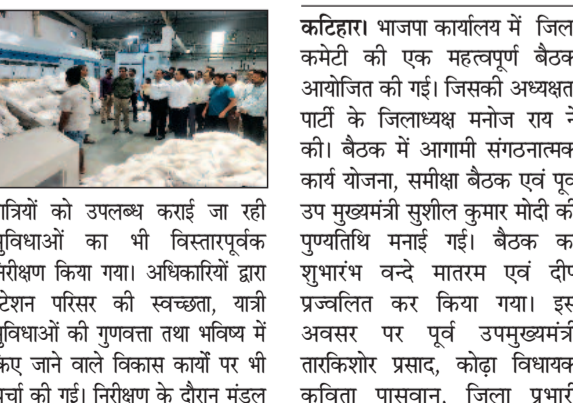 यात्रियों को उपलब्ध कराई जा रही
सुविधाओं का भी विस्तारपूर्वक
निरीक्षण किया गया। अधिकारियों द्वारा
स्टेशन परिसर की स्वच्छता, यात्री
सुविधाओं की गुणवत्ता तथा भविष्य में
किए जाने वाले विकास कार्यों पर भी
चर्चा की गई। निरीक्षण के दौरान मंडल
कटिहार। भाजपा कार्यालय में जिला
कमेटी की एक महत्वपूर्ण बैठक
आयोजित की गई। जिसकी अध्यक्षता
पार्टी के जिलाध्यक्ष मनोज राय ने
की। बैठक में आगामी संगठनात्मक
कार्य योजना, समीक्षा बैठक एवं पूर्व
उप मुख्यमंत्री सुशील कुमार मोदी की
पुण्यतिथि मनाई गई। बैठक का
शुभारंभ वन्दे मातरम एवं दीप
प्रज्वलित कर किया गया। इस
अवसर पर पूर्व उपमुख्यमंत्री
तारकिशोर प्रसाद, कोढ़ा विधायक
कविता पासवान, जिला प्रभारी